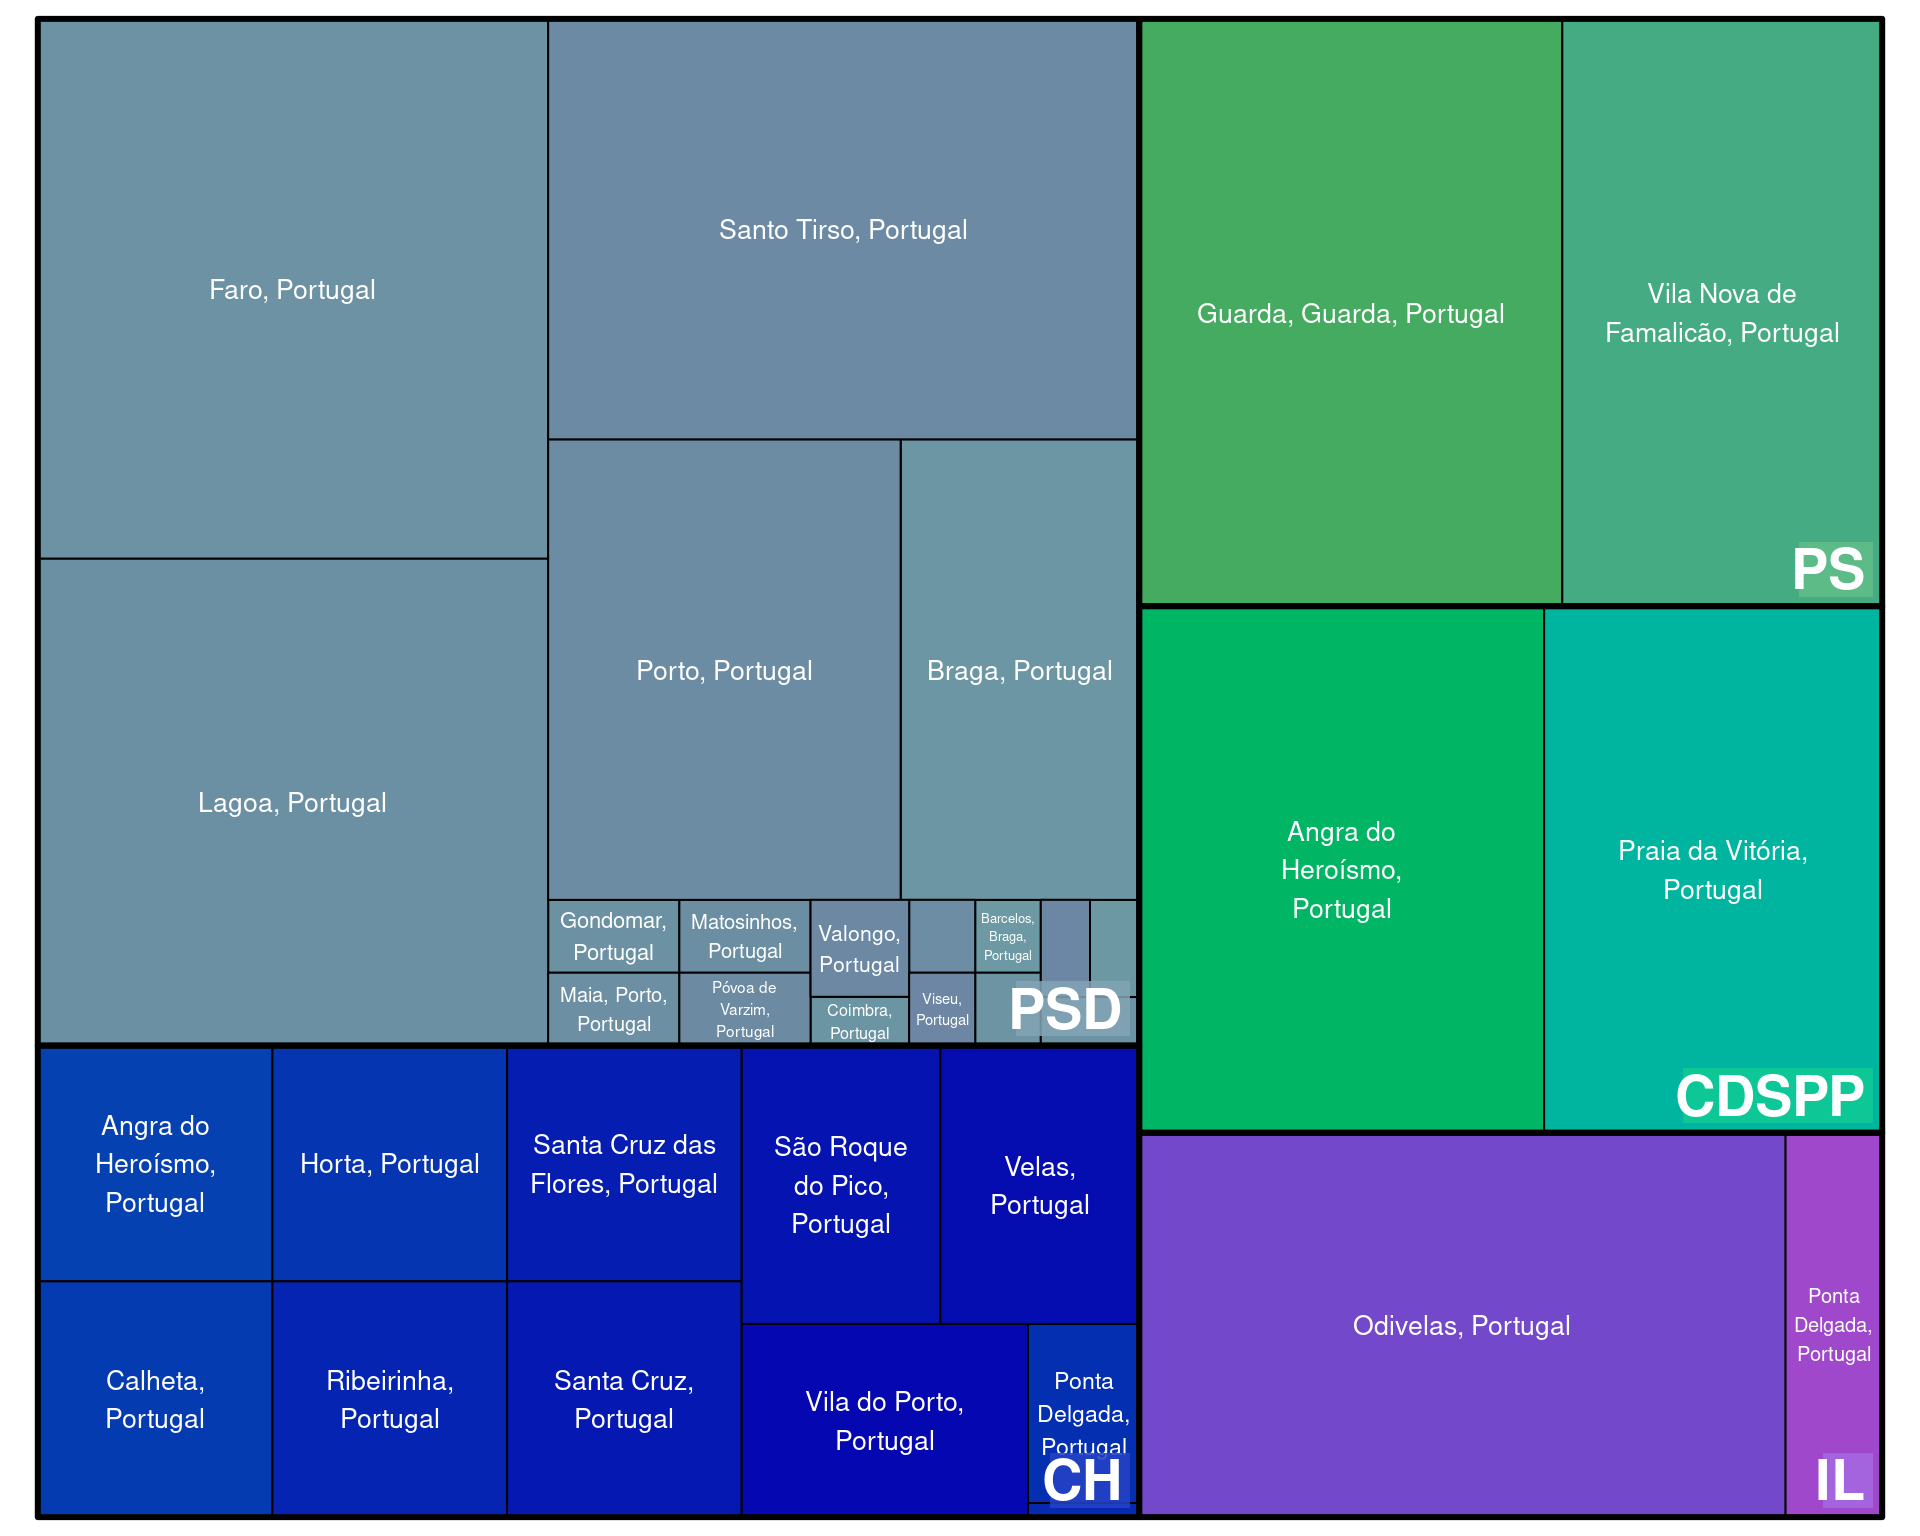 Faro, Portugal
Santo Tirso, Portugal
Lagoa, Portugal
Porto, Portugal
Braga, Portugal
Gondomar,
Portugal
Matosinhos,
Portugal
Valongo,
Portugal
Barcelos,
Braga,
Portugal
Maia, Porto,
Portugal
Póvoa de
Varzim,
Portugal
Coimbra,
Portugal
Viseu,
Portugal
PSD
Guarda, Guarda, Portugal
Vila Nova de
Famalicão, Portugal
PS
Angra do
Heroísmo,
Portugal
Praia da Vitória,
Portugal
CDSPP
Angra do
Heroísmo,
Portugal
Horta, Portugal
Santa Cruz das
Flores, Portugal
São Roque
do Pico,
Portugal
Velas,
Portugal
Calheta,
Portugal
Ribeirinha,
Portugal
Santa Cruz,
Portugal
Vila do Porto,
Portugal
Ponta
Delgada,
Portugal
CH
Odivelas, Portugal
Ponta
Delgada,
Portugal
IL